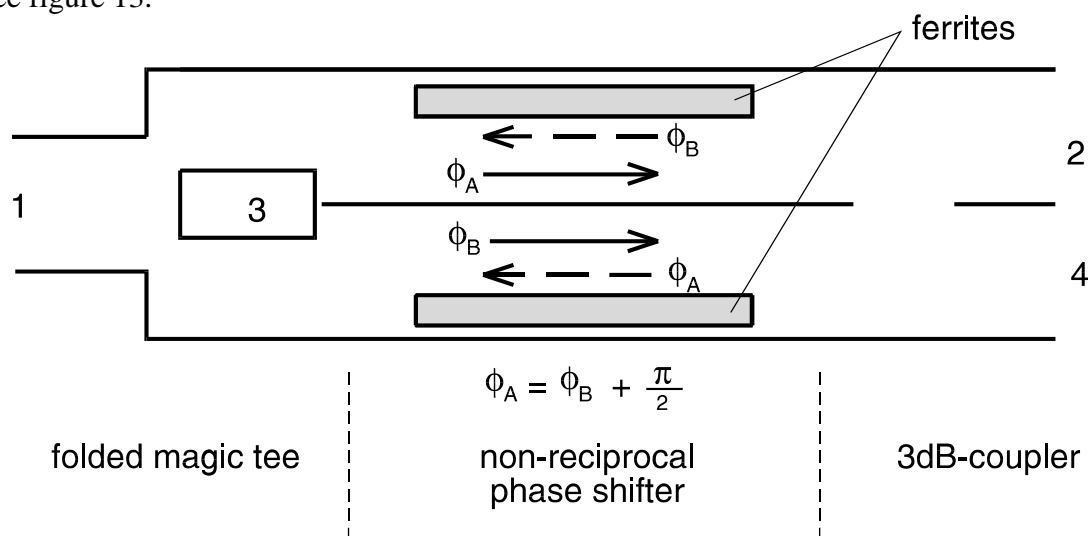 ee figure 13.
ferrites
ϕB
2
ϕA
1
3
ϕB
ϕA
4
ϕA = ϕB + π/2
folded magic tee
non-reciprocal
phase shifter
3dB-coupler